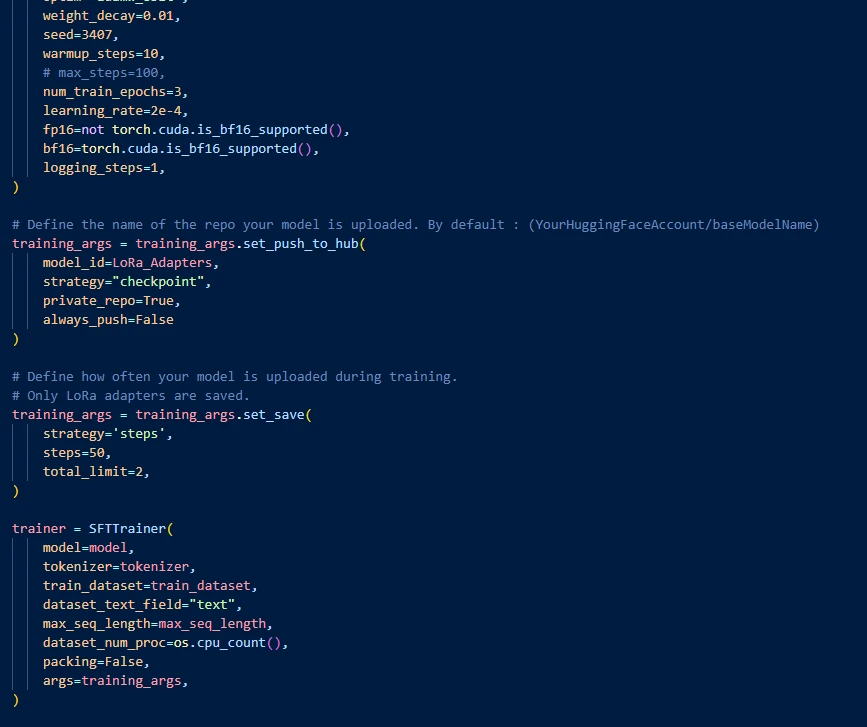 weight_decay=0.01,
seed=3407,
warmup_steps=10,
# max_steps=100,
num_train_epochs=3,
learning_rate=2e-4,
fp16=not torch.cuda.is_bf16_supported(),
bf16=torch.cuda.is_bf16_supported(),
logging_steps=1,
)
# Define the name of the repo your model is uploaded. By default : (YourHuggingFaceAccount/baseModelName)
training_args = training_args.set_push_to_hub(
model_id=LoRa_Adapters,
strategy="checkpoint",
private_repo=True,
always_push=False
)
# Define how often your model is uploaded during training.
# Only LoRa adapters are saved.
training_args = training_args.set_save(
strategy='steps',
steps=50,
total_limit=2,
)
trainer = SFTTrainer(
model=model,
tokenizer=tokenizer,
train_dataset=train_dataset,
dataset_text_field="text",
max_seq_length=max_seq_length,
dataset_num_proc=os.cpu_count(),
packing=False,
args=training_args,
)